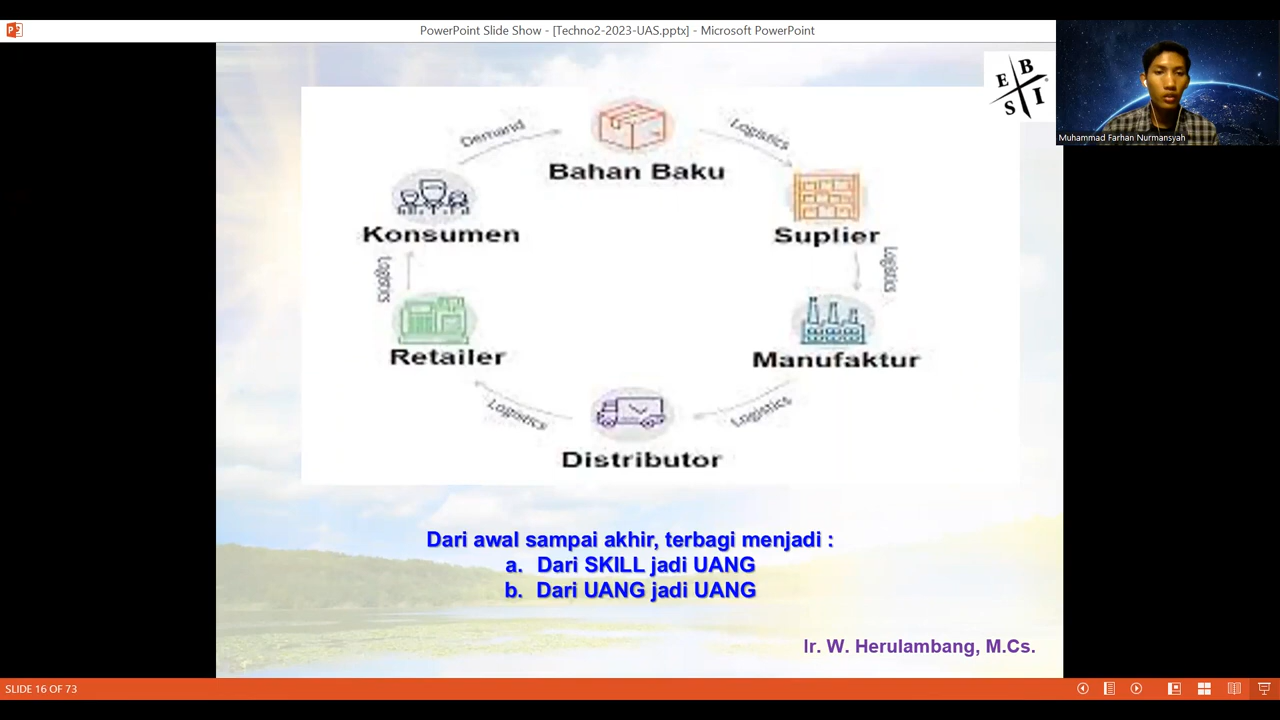 PowerPoint Slide Show - [Techno2-2023-UAS.pptx] - Microsoft PowerPoint
E B S I
Muhammad Farhan Nurmansyah
Demand
Logistics
Bahan Baku
Konsumen
Suplier
Logistics
Logistics
Retailer
Manufaktur
Logistics
Logistics
Distributor
Dari awal sampai akhir, terbagi menjadi :
a. Dari SKILL jadi UANG
b. Dari UANG jadi UANG
Ir. W. Herulambang, M.Cs.
SLIDE 16 OF 73